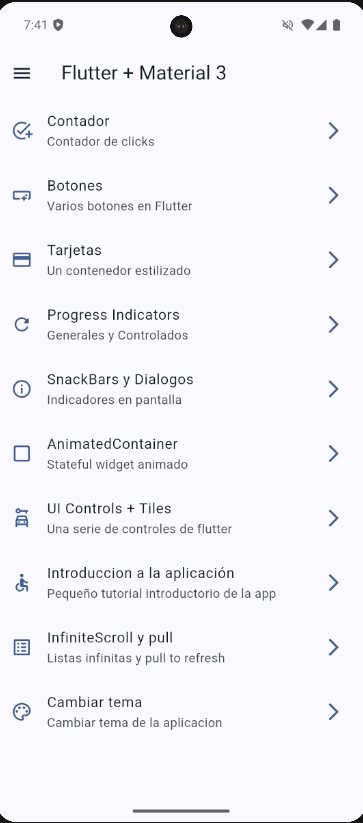 7:41
Flutter + Material 3
Contador
Contador de clicks
Botones
Varios botones en Flutter
Tarjetas
Un contenedor estilizado
Progress Indicators
Generales y Controlados
SnackBars y Dialogos
Indicadores en pantalla
AnimatedContainer
Stateful widget animado
UI Controls + Tiles
Una serie de controles de flutter
Introduccion a la aplicación
Pequeño tutorial introductorio de la app
InfiniteScroll y pull
Listas infinitas y pull to refresh
Cambiar tema
Cambiar tema de la aplicacion